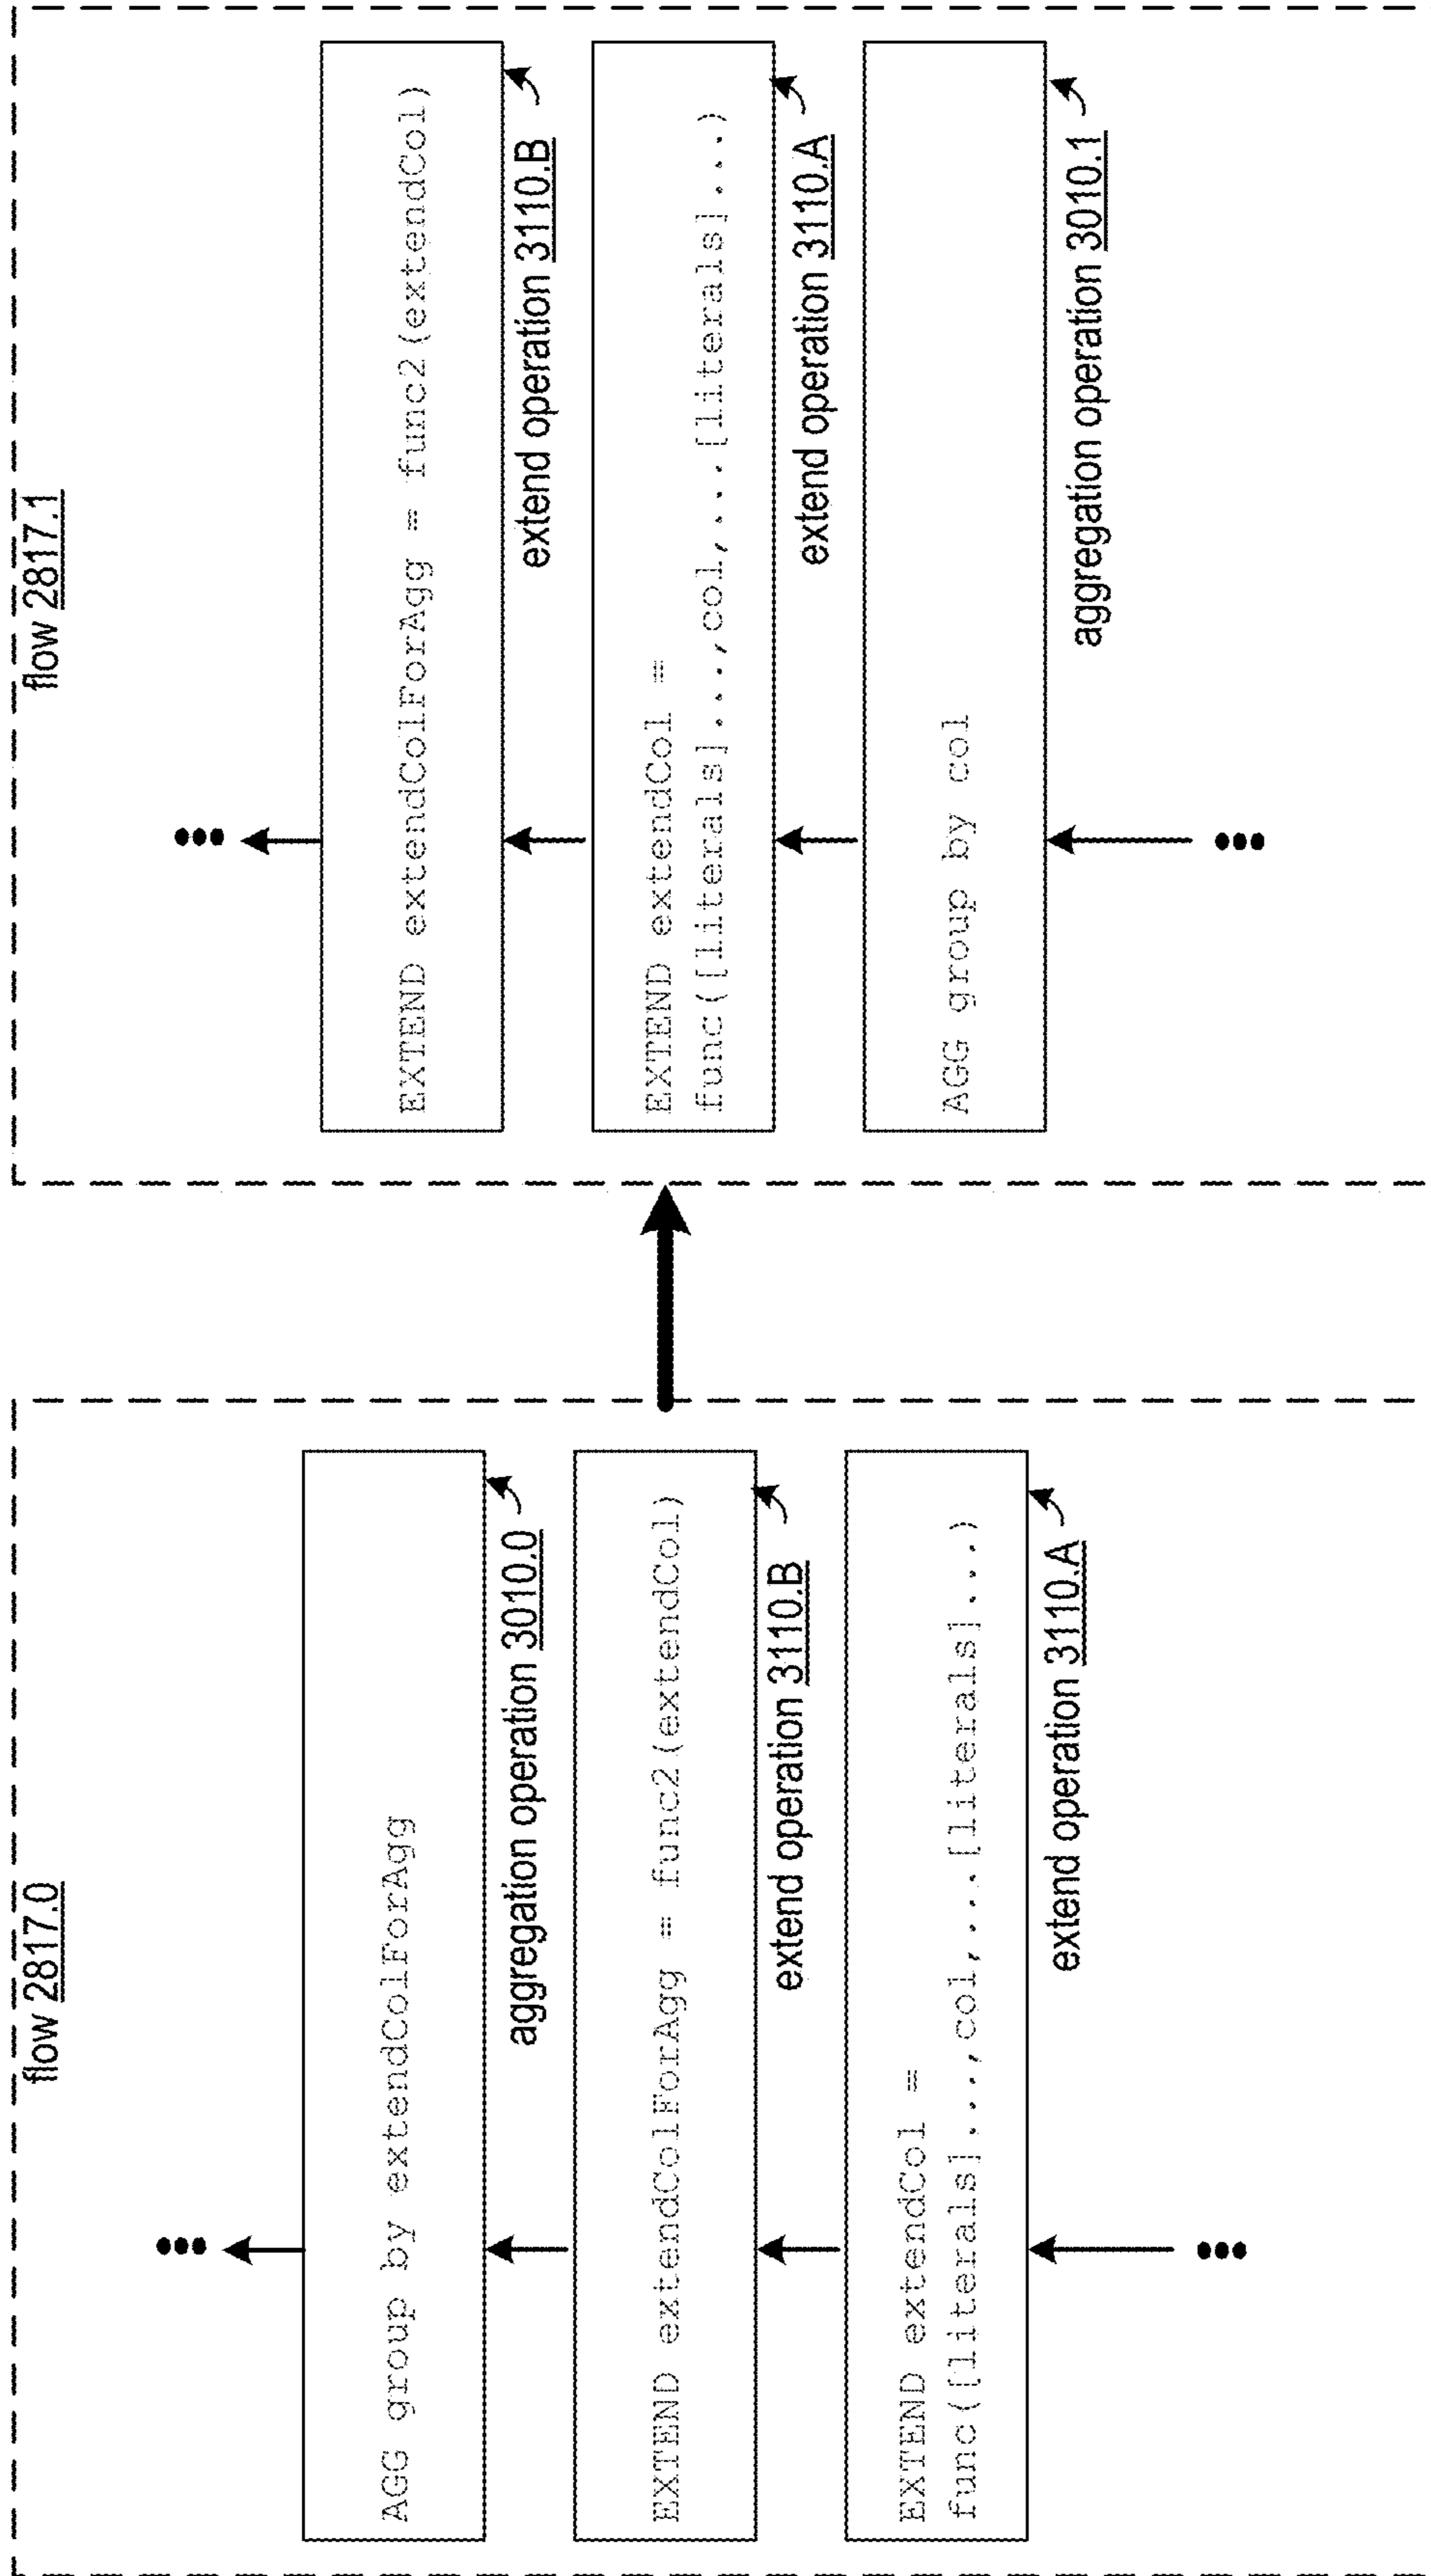 flow 2817.0
•••
AGG group by extendColForAgg
aggregation operation 3010.0
EXTEND extendColForAgg = func2(extendCol)
extend operation 3110.B
EXTEND extendCol =
func([literals]...,col,...[literals]...)
extend operation 3110.A
•••
flow 2817.1
•••
EXTEND extendColForAgg = func2(extendCol)
extend operation 3110.B
EXTEND extendCol =
func([literals]...,col,...[literals]...)
extend operation 3110.A
AGG group by col
aggregation operation 3010.1
•••